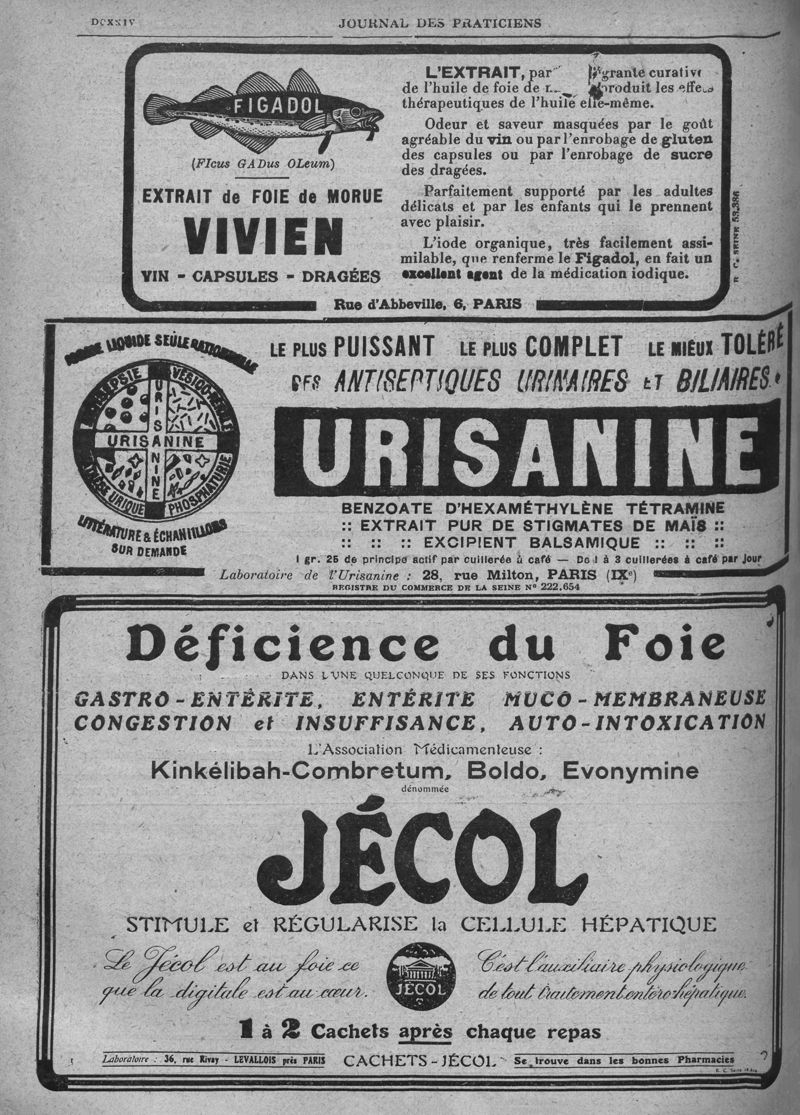 JOURNAL DES PRATICIENS
FIGADOL
(FIcus GADus OLeum)
EXTRAIT de FOIE de MORUE
VIVIEN
VIN - CAPSULES - DRAGÉES
L'EXTRAIT, par
de l'huile de foie de
thérapeutiques de l'huile elle-même.
Odeur et saveur masquées par le goût
agréable du vin ou par l'enrobage de gluten
des capsules ou par l'enrobage de sucre
des dragées.
Parfaitement supporté par les adultes
délicats et par les enfants qui le prennent
avec plaisir.
L'iode organique, très facilement assi-
milable, que renferme le Figadol, en fait un
excellent agent de la médication iodique.
R. C. SEINE 53.386
Rue d'Abbeville, 6, PARIS
LIQUIDE SEULE RATIONNELLE
URISANINE
URISANINE
PHOSPHATURIE
LITTÉRATURE & ÉCHANTILLONS
SUR DEMANDE
LE PLUS PUISSANT LE PLUS COMPLET LE MIEUX TOLÉRÉ
DES ANTISEPTIQUES URINAIRES ET BILIAIRES
URISANINE
BENZOATE D'HEXAMÉTHYLÈNE TÉTRAMINE
:: EXTRAIT PUR DE STIGMATES DE MAÏS ::
:: :: :: EXCIPIENT BALSAMIQUE :: :: ::
1 gr. 25 de principe actif par cuillerée à café — De 1 à 3 cuillerées à café par jour
Laboratoire de l'Urisanine : 28, rue Milton, PARIS (IXe)
REGISTRE DU COMMERCE DE LA SEINE N° 222.654
Déficience du Foie
DANS L'UNE QUELCONQUE DE SES FONCTIONS
GASTRO-ENTÉRITE, ENTÉRITE MUCO-MEMBRANEUSE
CONGESTION et INSUFFISANCE, AUTO-INTOXICATION
L'Association Médicamenteuse :
Kinkélibah-Combretum, Boldo, Evonymine
dénommée
JÉCOL
STIMULE et RÉGULARISE la CELLULE HÉPATIQUE
Le Jécol est au foie ce
que la digitale est au cœur.
JÉCOL
C'est l'auxiliaire physiologique
de tout traitement entéro-hépatique.
1 à 2 Cachets après chaque repas
Laboratoire : 36, rue Rivay - LEVALLOIS près PARIS CACHETS-JÉCOL Se trouve dans les bonnes Pharmacies